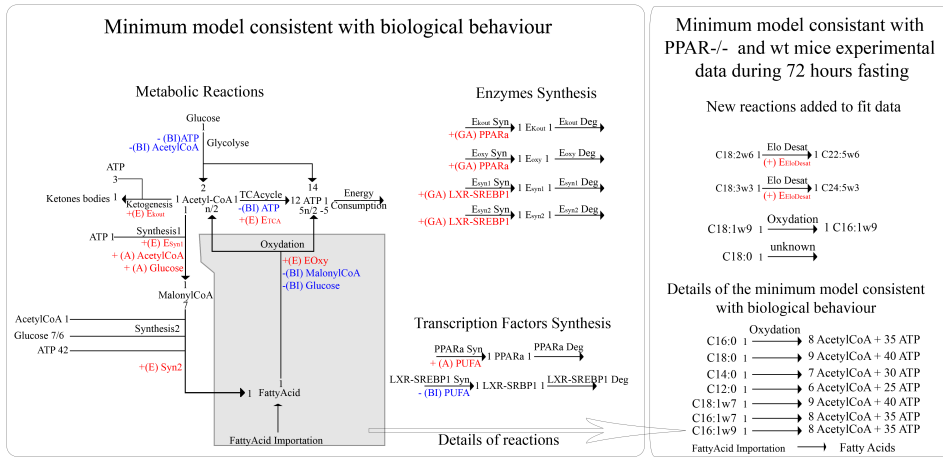 Minimum model consistent with biological behaviour
Metabolic Reactions
Glucose
1
- (BI)ATP
-(BI) AcetylCoA
Glycolyse
2
14
ATP
3
Ketones bodies 1
Ketogenesis
+(E) Ekout
1 Acetyl-CoA 1
n/2
TCAcycle
-(BI) ATP
+(E) ETCA
12 ATP 1
5n/2 -5
Energy
Consumption
1
Synthesis1
ATP 1
+(E) ESyn1
+ (A) AcetylCoA
+ (A) Glucose
Oxydation
+(E) EOxy
-(BI) MalonylCoA
-(BI) Glucose
1
MalonylCoA
7
AcetylCoA 1
Glucose 7/6
Synthesis2
ATP 42
+(E) Syn2
1
1 FattyAcid
FattyAcid Importation
Enzymes Synthesis
Ekout Syn
+(GA) PPARa
1 EKout 1
Ekout Deg
Eoxy Syn
+(GA) PPARa
1 Eoxy 1
Eoxy Deg
Esyn1 Syn
+(GA) LXR-SREBP1
1 Esyn1 1
Esyn1 Deg
Esyn2 Syn
+(GA) LXR-SREBP1
1 Esyn2 1
Esyn2 Deg
Transcription Factors Synthesis
PPARa Syn
+ (A) PUFA
1 PPARa 1
PPARa Deg
LXR-SREBP1 Syn
- (BI) PUFA
1 LXR-SRBP1 1
LXR-SREBP1 Deg
Details of reactions
Minimum model consistant with
PPAR-/- and wt mice experimental
data during 72 hours fasting
New reactions added to fit data
C18:2w6 1
Elo Desat
(+) EEloDesat
1 C22:5w6
C18:3w3 1
Elo Desat
(+) EEloDesat
1 C24:5w3
C18:1w9 1
Oxydation
1 C16:1w9
C18:0 1
unknown
Details of the minimum model consistent
with biological behaviour
Oxydation
C16:0 1 8 AcetylCoA + 35 ATP
C18:0 1 9 AcetylCoA + 40 ATP
C14:0 1 7 AcetylCoA + 30 ATP
C12:0 1 6 AcetylCoA + 25 ATP
C18:1w7 1 9 AcetylCoA + 40 ATP
C16:1w7 1 8 AcetylCoA + 35 ATP
C16:1w9 1 8 AcetylCoA + 35 ATP
FattyAcid Importation Fatty Acids